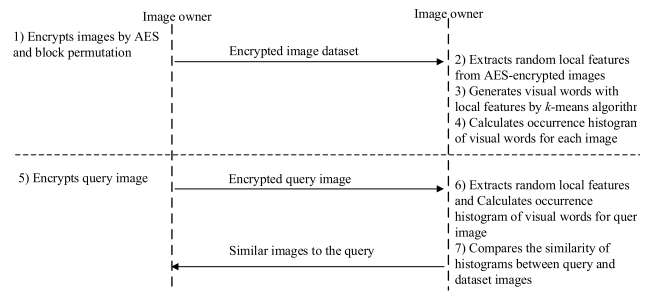 Image owner
Image owner
1) Encrypts images by AES
and block permutation
Encrypted image dataset
2) Extracts random local features
from AES-encrypted images
3) Generates visual words with
local features by k-means algorithm
4) Calculates occurrence histogram
of visual words for each image
5) Encrypts query image
Encrypted query image
6) Extracts random local features
and Calculates occurrence
histogram of visual words for quer
image
Similar images to the query
7) Compares the similarity of
histograms between query and
dataset images